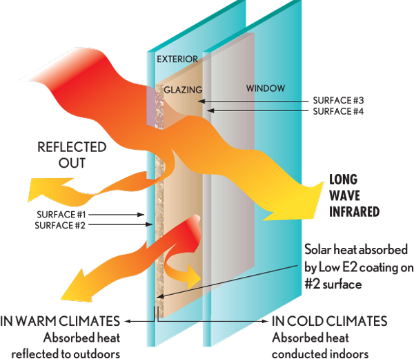 EXTERIOR
GLAZING
WINDOW
SURFACE #3
SURFACE #4
REFLECTED
OUT
LONG
WAVE
INFRARED
SURFACE #1
SURFACE #2
Solar heat absorbed
by Low E2 coating on
#2 surface
IN WARM CLIMATES
Absorbed heat
reflected to outdoors
IN COLD CLIMATES
Absorbed heat
conducted indoors